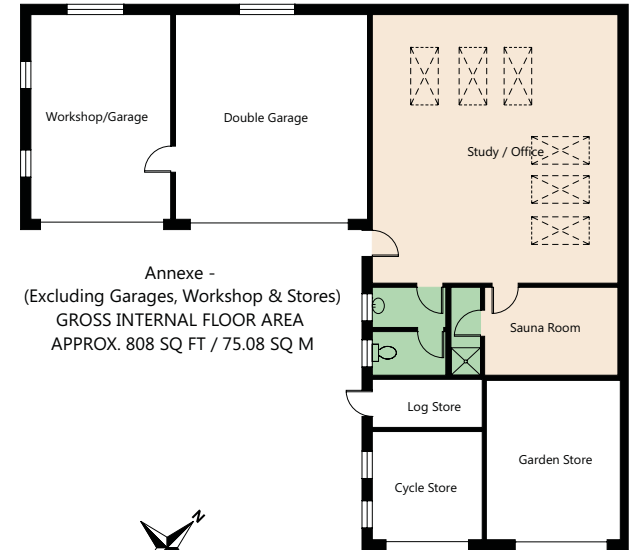 Workshop/Garage
Double Garage
Study / Office
Annexe -
(Excluding Garages, Workshop & Stores)
GROSS INTERNAL FLOOR AREA
APPROX. 808 SQ FT / 75.08 SQ M
Sauna Room
Log Store
Garden Store
Cycle Store
N